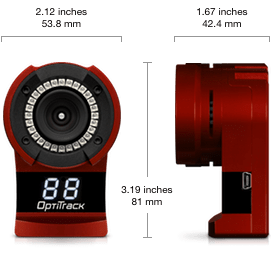 2.12 inches
53.8 mm
1.67 inches
42.4 mm
3.19 inches
81 mm
88
OptiTrack